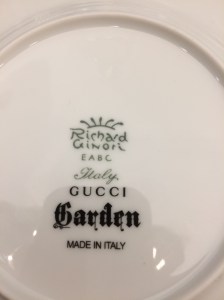 Richard
Ginori
EABC
Italy.
GUCCI
Garden
MADE IN ITALY